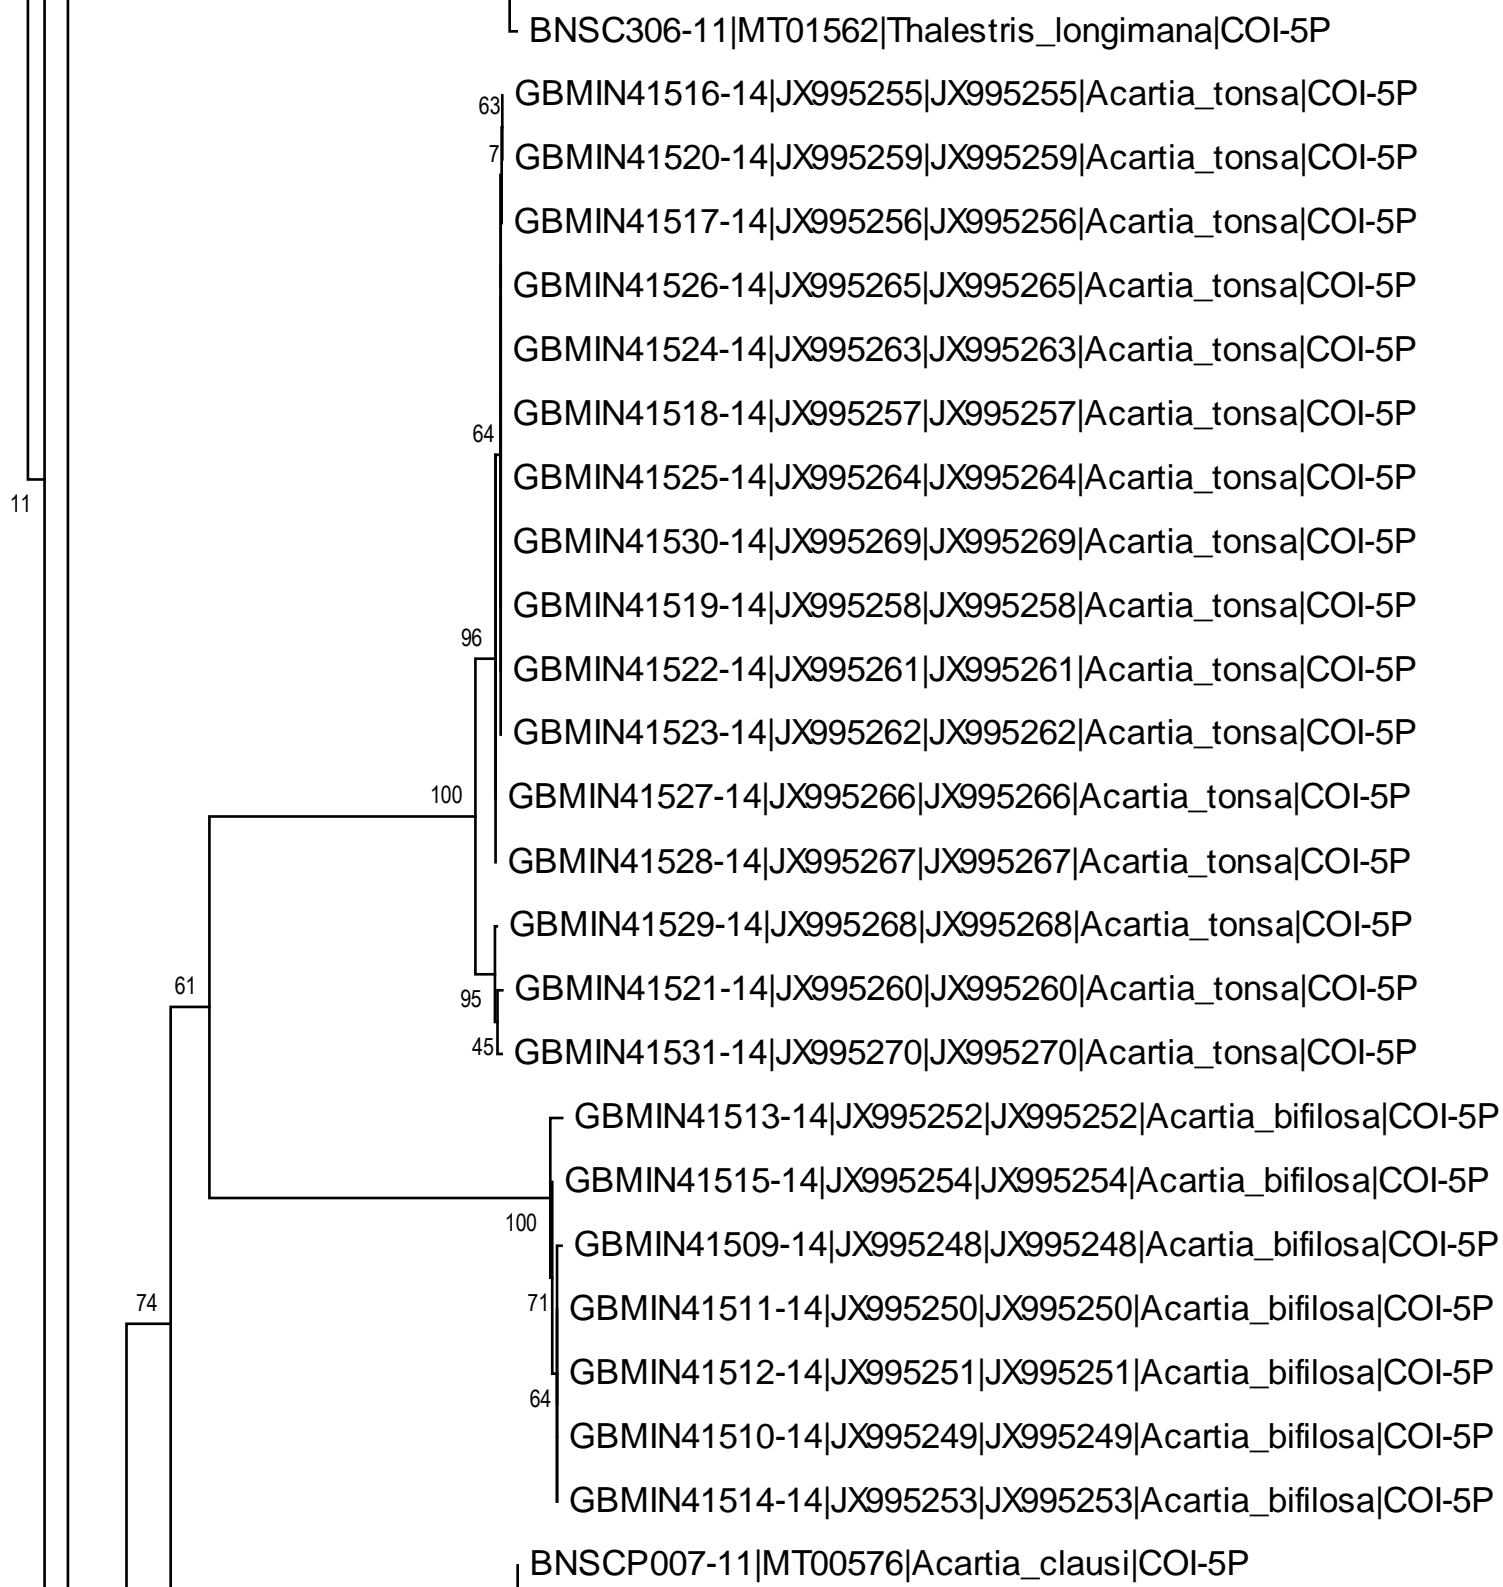 BNSC306-11|MT01562|Thalestris_longimana|COI-5P
63
GBMIN41516-14|JX995255|JX995255|Acartia_tonsa|COI-5P
7
GBMIN41520-14|JX995259|JX995259|Acartia_tonsa|COI-5P
GBMIN41517-14|JX995256|JX995256|Acartia_tonsa|COI-5P
GBMIN41526-14|JX995265|JX995265|Acartia_tonsa|COI-5P
GBMIN41524-14|JX995263|JX995263|Acartia_tonsa|COI-5P
GBMIN41518-14|JX995257|JX995257|Acartia_tonsa|COI-5P
64
GBMIN41525-14|JX995264|JX995264|Acartia_tonsa|COI-5P
11
GBMIN41530-14|JX995269|JX995269|Acartia_tonsa|COI-5P
GBMIN41519-14|JX995258|JX995258|Acartia_tonsa|COI-5P
96
GBMIN41522-14|JX995261|JX995261|Acartia_tonsa|COI-5P
GBMIN41523-14|JX995262|JX995262|Acartia_tonsa|COI-5P
100
GBMIN41527-14|JX995266|JX995266|Acartia_tonsa|COI-5P
GBMIN41528-14|JX995267|JX995267|Acartia_tonsa|COI-5P
GBMIN41529-14|JX995268|JX995268|Acartia_tonsa|COI-5P
61
95
GBMIN41521-14|JX995260|JX995260|Acartia_tonsa|COI-5P
45
GBMIN41531-14|JX995270|JX995270|Acartia_tonsa|COI-5P
GBMIN41513-14|JX995252|JX995252|Acartia_bifilosa|COI-5P
GBMIN41515-14|JX995254|JX995254|Acartia_bifilosa|COI-5P
100
GBMIN41509-14|JX995248|JX995248|Acartia_bifilosa|COI-5P
74
71
GBMIN41511-14|JX995250|JX995250|Acartia_bifilosa|COI-5P
GBMIN41512-14|JX995251|JX995251|Acartia_bifilosa|COI-5P
64
GBMIN41510-14|JX995249|JX995249|Acartia_bifilosa|COI-5P
GBMIN41514-14|JX995253|JX995253|Acartia_bifilosa|COI-5P
BNSCP007-11|MT00576|Acartia_clausi|COI-5P